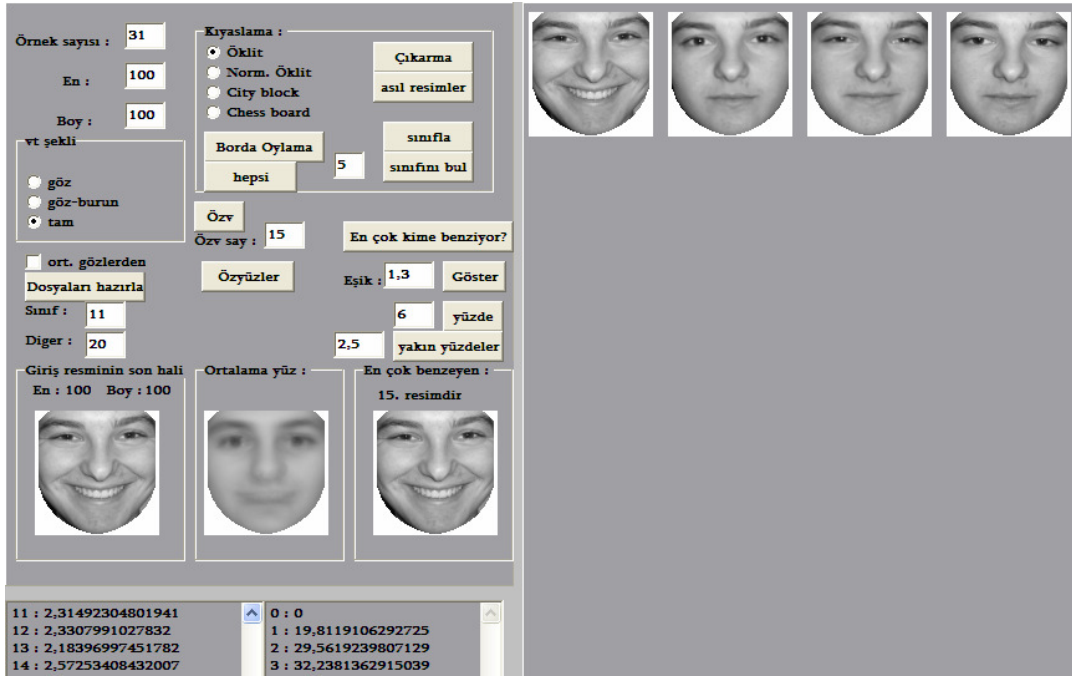 Örnek sayısı :
31
En :
100
Boy :
100
vt şekli
göz
göz-burun
tam
Kıyaslama :
Öklit
Norm. Öklit
City block
Chess board
Çıkarma
asıl resimler
Borda Oylama
hepsi
5
sınıfla
sınıfını bul
Özv
Özv say :
15
En çok kime benziyor?
ort. gözlerden
Dosyaları hazırla
Özyüzler
Eşik :
1,3
Göster
Sınıf :
11
6
yüzde
Diger :
20
2,5
yakın yüzdeler
Giriş resminin son hali
En : 100 Boy :100
Ortalama yüz :
En çok benzeyen :
15. resimdir
11 : 2,31492304801941
12 : 2,3307991027832
13 : 2,18396997451782
14 : 2,57253408432007
0 : 0
1 : 19,8119106292725
2 : 29,5619239807129
3 : 32,2381362915039